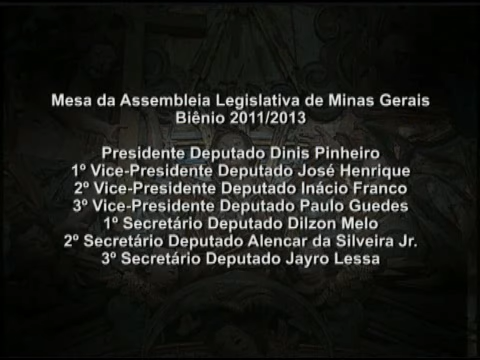 Mesa da Assembleia Legislativa de Minas Gerais
Biênio 2011/2013
Presidente Deputado Dinis Pinheiro
1º Vice-Presidente Deputado José Henrique
2º Vice-Presidente Deputado Inácio Franco
3º Vice-Presidente Deputado Paulo Guedes
1º Secretário Deputado Dilzon Melo
2º Secretário Deputado Alencar da Silveira Jr.
3º Secretário Deputado Jayro Lessa